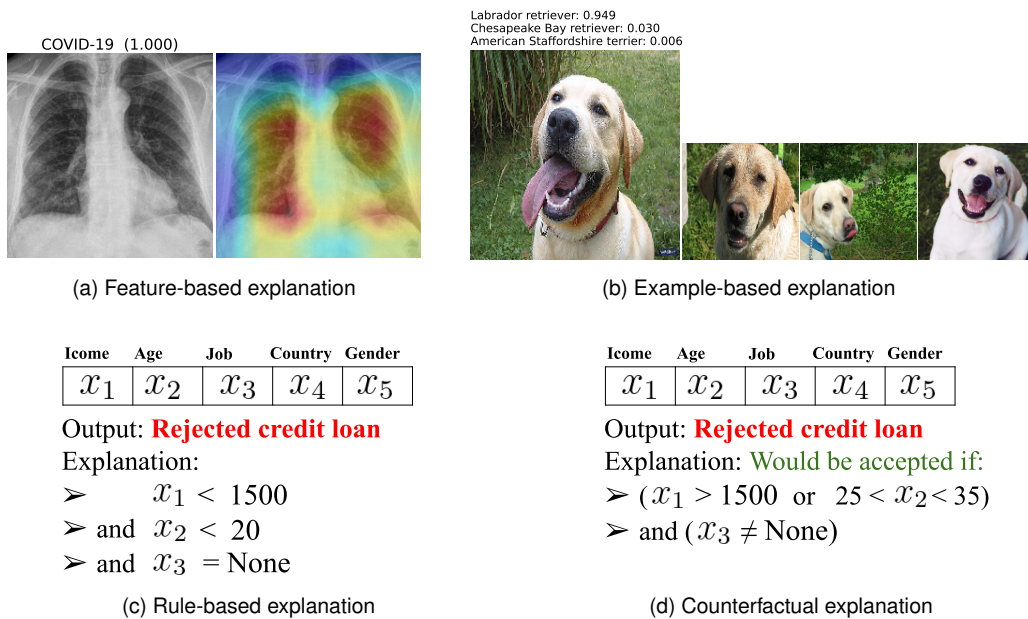 COVID-19 (1.000)
Labrador retriever: 0.949
Chesapeake Bay retriever: 0.030
American Staffordshire terrier: 0.006
(a) Feature-based explanation
(b) Example-based explanation
Icome Age Job Country Gender
x₁ x₂ x₃ x₄ x₅
Output: Rejected credit loan
Explanation:
➢ x₁ < 1500
➢ and x₂ < 20
➢ and x₃ = None
(c) Rule-based explanation
Icome Age Job Country Gender
x₁ x₂ x₃ x₄ x₅
Output: Rejected credit loan
Explanation: Would be accepted if:
➢ (x₁ > 1500 or 25 < x₂ < 35)
➢ and (x₃ ≠ None)
(d) Counterfactual explanation